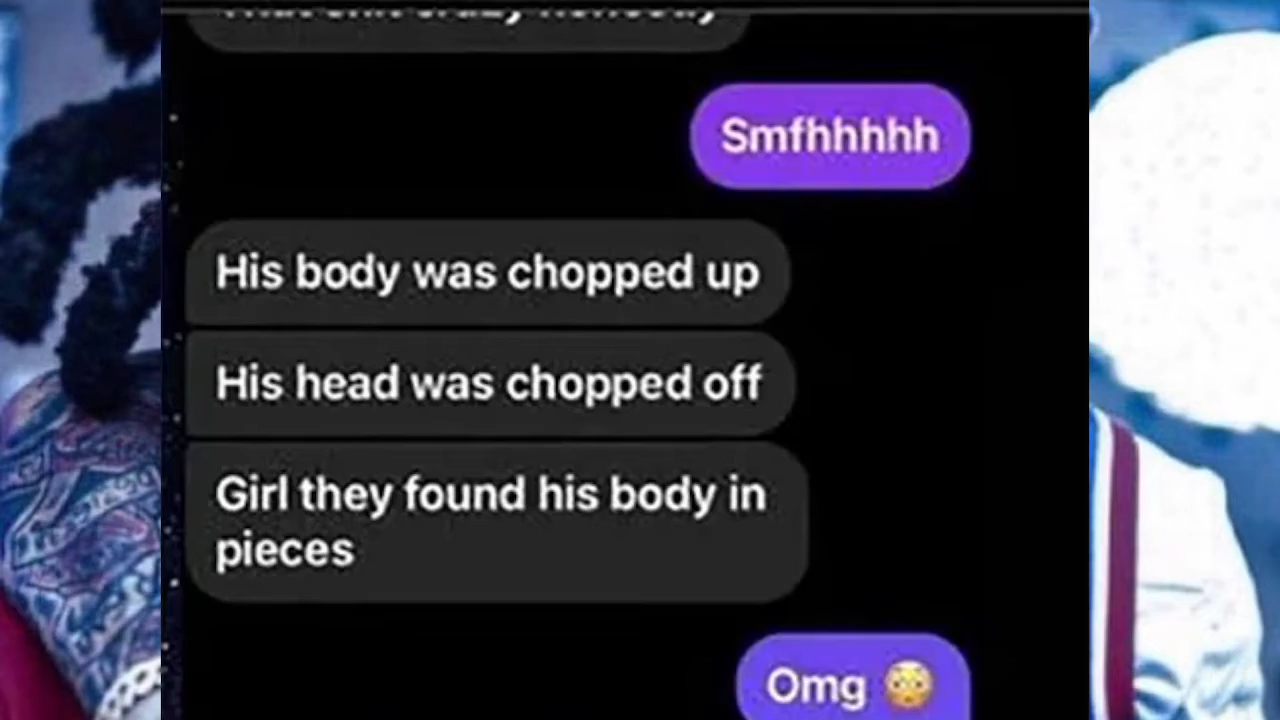 Smfhhhhh
His body was chopped up
His head was chopped off
Girl they found his body in
pieces
Omg 😳